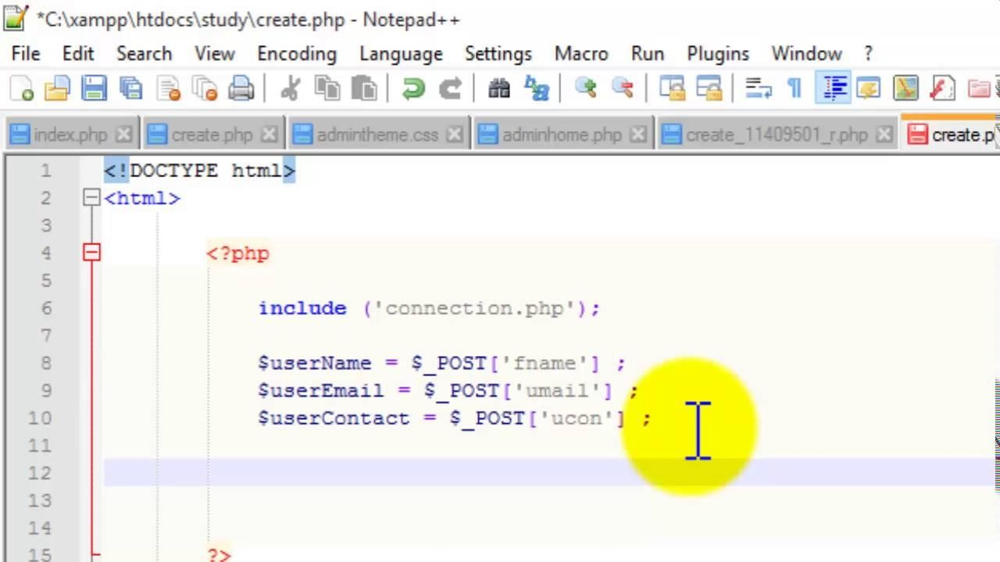 *C:\xampp\htdocs\study\create.php - Notepad++
File Edit Search View Encoding Language Settings Macro Run Plugins Window ?
index.php create.php admintheme.css adminhome.php create_11409501_r.php create.p
1 <!DOCTYPE html>
2 <html>
3
4 <?php
5
6 include ('connection.php');
7
8 $userName = $_POST['fname'] ;
9 $userEmail = $_POST['umail'] ;
10 $userContact = $_POST['ucon'] ;
11
12
13
14
15 ?>